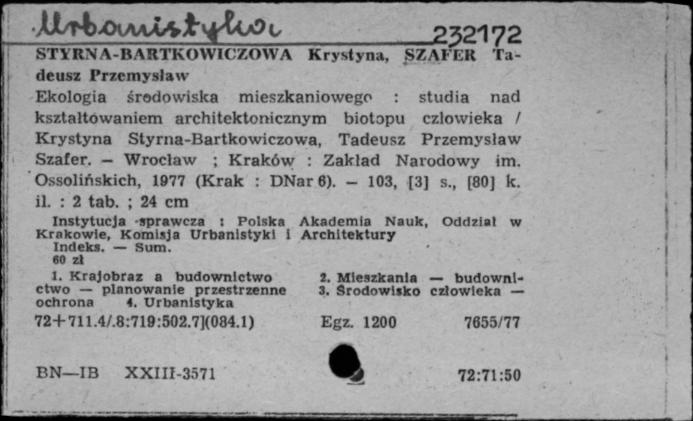 Urbanistyka
232172
STYRNA-BARTKOWICZOWA Krystyna, SZAFER Ta-
deusz Przemysław
Ekologia środowiska mieszkaniowego : studia nad
kształtowaniem architektonicznym biotopu człowieka /
Krystyna Styrna-Bartkowiczowa, Tadeusz Przemysław
Szafer. — Wrocław ; Kraków : Zakład Narodowy im.
Ossolińskich, 1977 (Krak : DNar 6). — 103, [3] s., [80] k.
il. : 2 tab. ; 24 cm
Instytucja sprawcza : Polska Akademia Nauk, Oddział w
Krakowie, Komisja Urbanistyki i Architektury
Indeks. — Sum.
60 zł
1. Krajobraz a budownictwo 2. Mieszkania — budowni-
ctwo — planowanie przestrzenne 3. Środowisko człowieka —
ochrona 4. Urbanistyka
72+711.4/.8:719:502.7](084.1) Egz. 1200 7655/77
BN—IB XXIII-3571 72:71:50